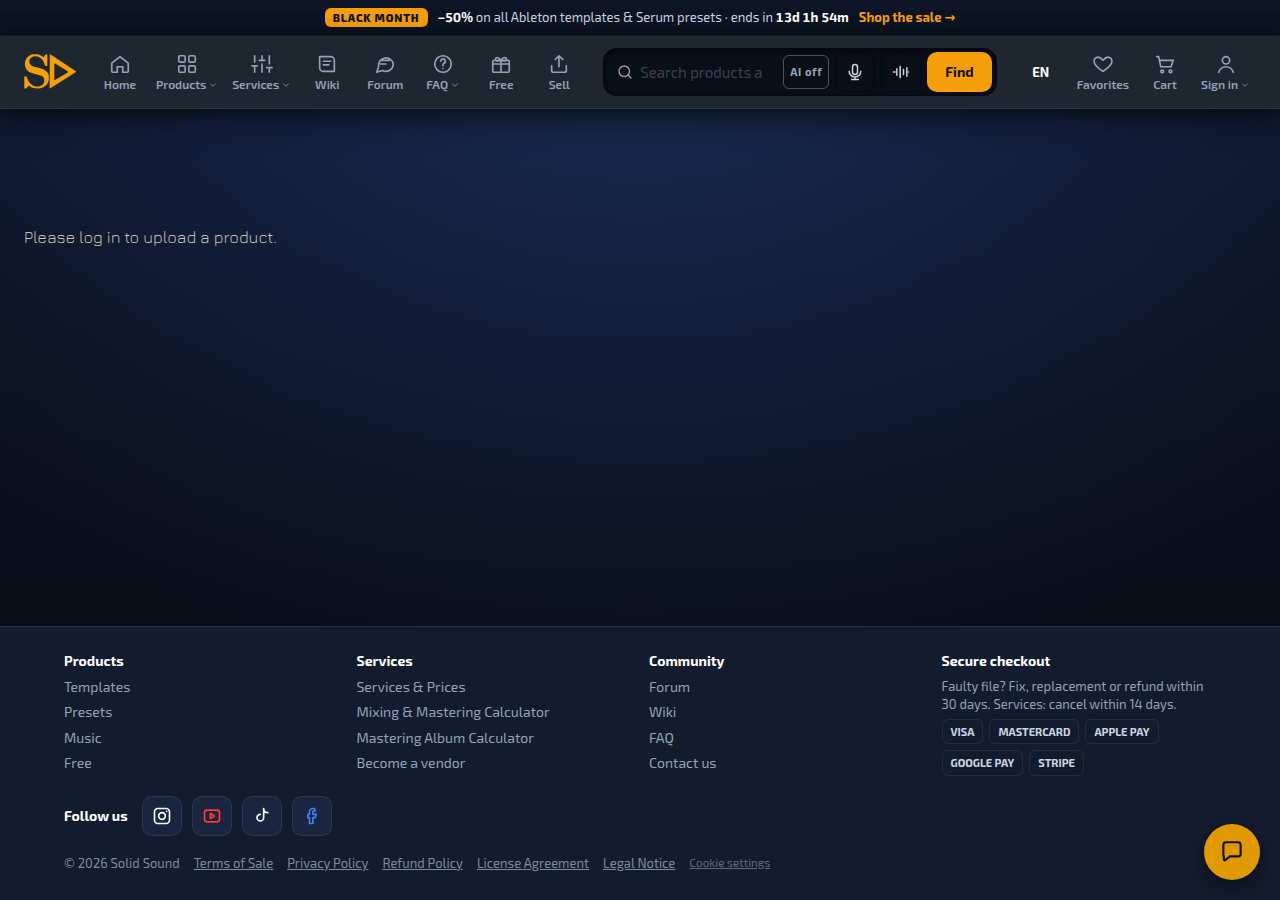 BLACK MONTH −50% on all Ableton templates & Serum presets · ends in 13d 1h 54m Shop the sale →
Home Products Services Wiki Forum FAQ Free Sell Search products a AI off Find EN Favorites Cart Sign in
Please log in to upload a product.
Products
Templates
Presets
Music
Free
Services
Services & Prices
Mixing & Mastering Calculator
Mastering Album Calculator
Become a vendor
Community
Forum
Wiki
FAQ
Contact us
Secure checkout
Faulty file? Fix, replacement or refund within
30 days. Services: cancel within 14 days.
VISA MASTERCARD APPLE PAY
GOOGLE PAY STRIPE
Follow us
© 2026 Solid Sound Terms of Sale Privacy Policy Refund Policy License Agreement Legal Notice Cookie settings